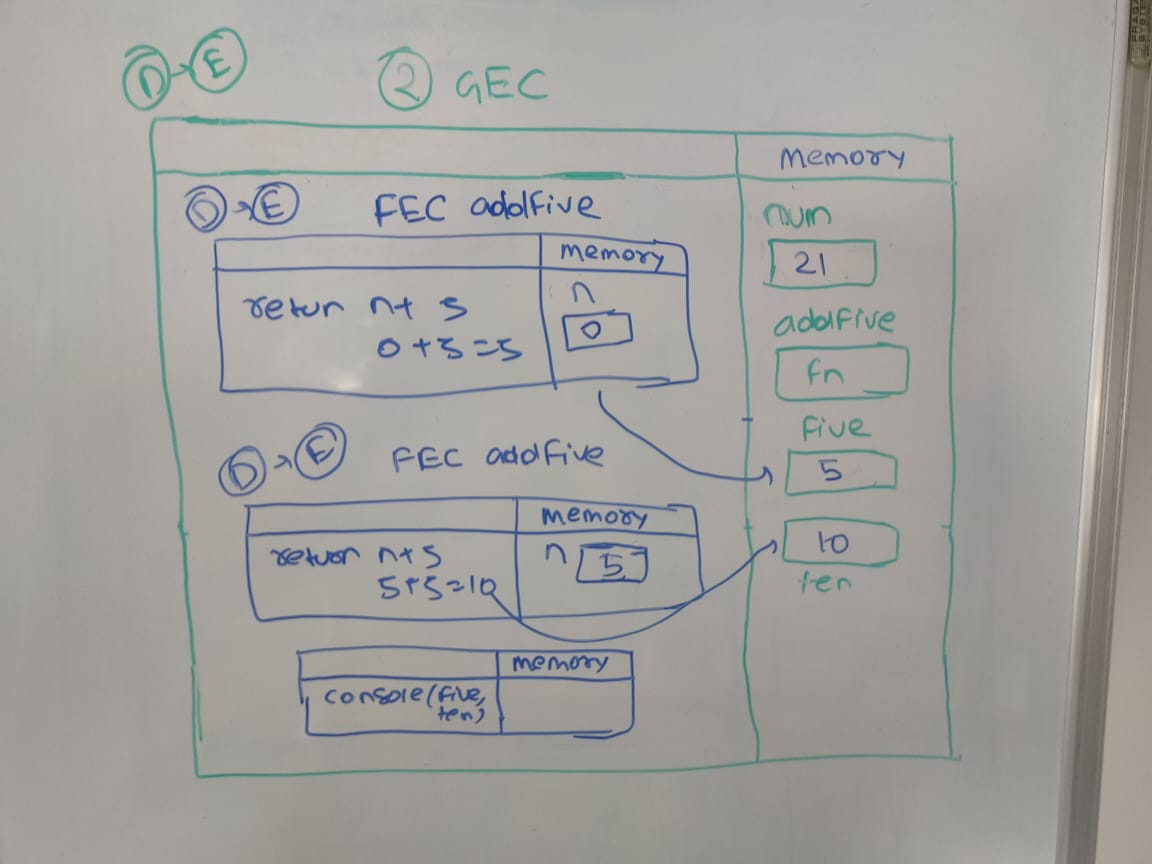 D → E
2 GEC
Memory
D → E FEC addFive
memory
retur n + 5
0 + 5 = 5
n
0
num
21
addFive
fn
five
5
D → E FEC addFive
memory
return n+5
5+5=10
n 5
10
ten
memory
console(five,
ten)